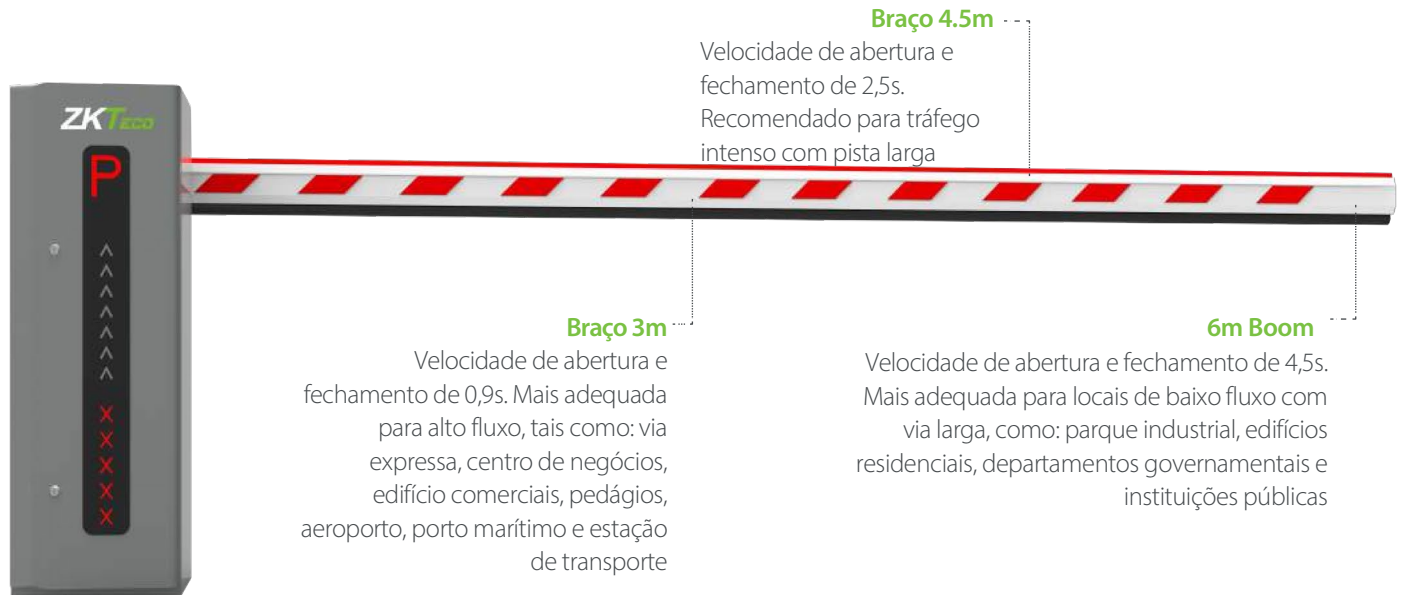 Braço 4.5m
Velocidade de abertura e
fechamento de 2,5s.
Recomendado para tráfego
intenso com pista larga
ZKTeco
P
^
^
^
^
^
^
^
X
X
X
X
X
Braço 3m
Velocidade de abertura e
fechamento de 0,9s. Mais adequada
para alto fluxo, tais como: via
expressa, centro de negócios,
edifício comerciais, pedágios,
aeroporto, porto marítimo e estação
de transporte
6m Boom
Velocidade de abertura e fechamento de 4,5s.
Mais adequada para locais de baixo fluxo com
via larga, como: parque industrial, edifícios
residenciais, departamentos governamentais e
instituições públicas